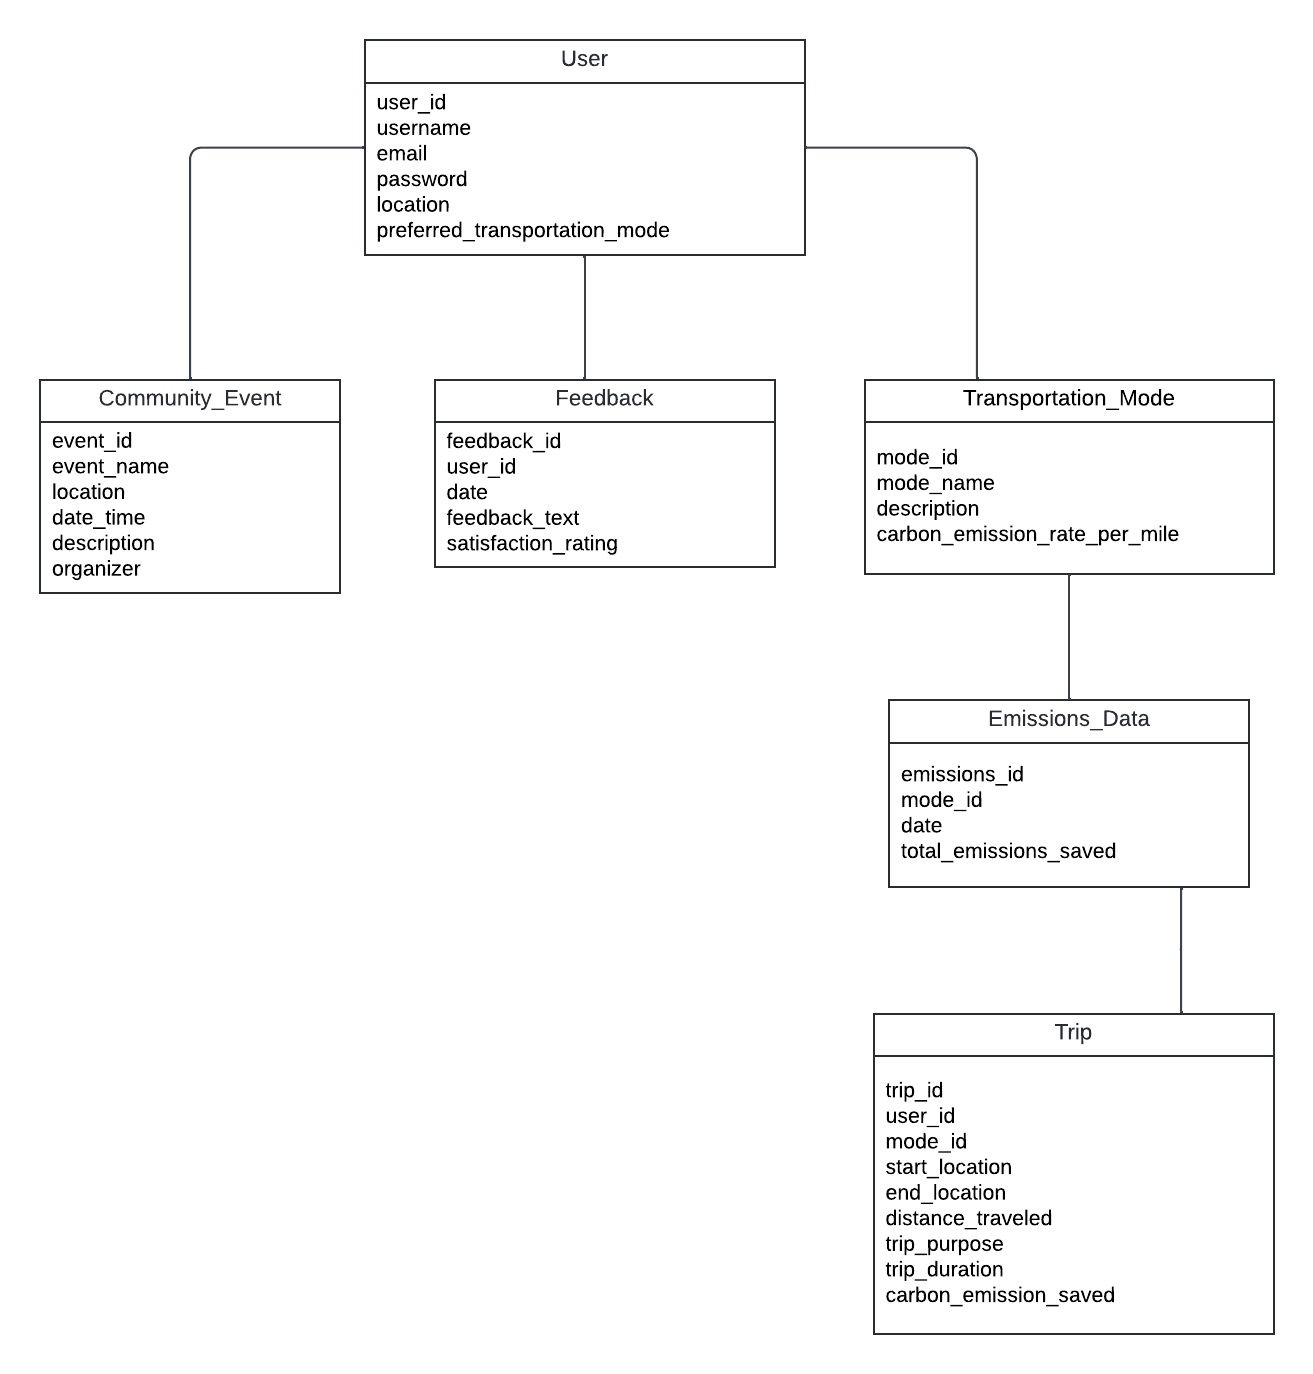 User
user_id
username
email
password
location
preferred_transportation_mode
Community_Event
event_id
event_name
location
date_time
description
organizer
Feedback
feedback_id
user_id
date
feedback_text
satisfaction_rating
Transportation_Mode
mode_id
mode_name
description
carbon_emission_rate_per_mile
Emissions_Data
emissions_id
mode_id
date
total_emissions_saved
Trip
trip_id
user_id
mode_id
start_location
end_location
distance_traveled
trip_purpose
trip_duration
carbon_emission_saved